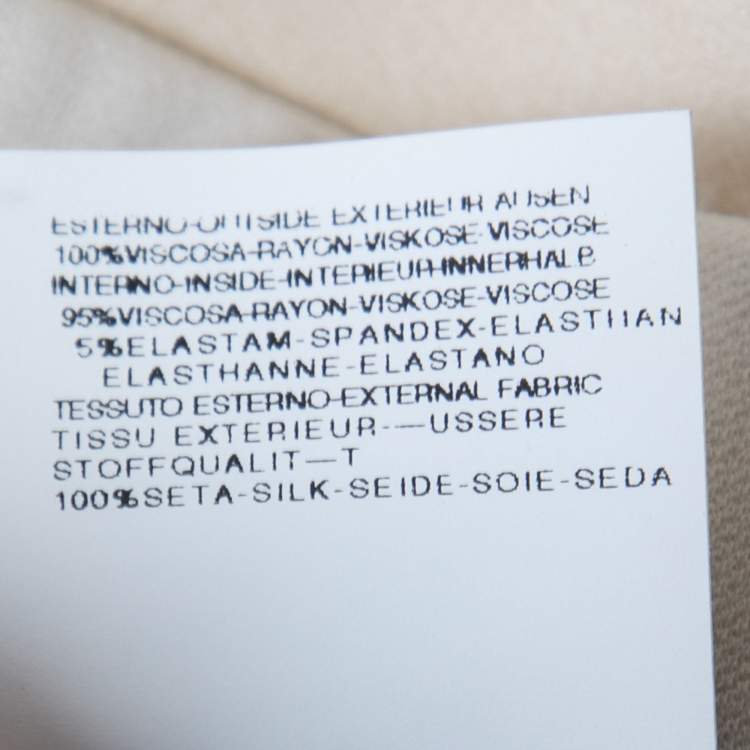 ESTERNO-OUTSIDE EXTERIEUR AUSEN
100%VISCOSA-RAYON-VISKOSE-VISCOSE
INTERNO-INSIDE-INTERIEUR-INNERHALB
95%VISCOSA-RAYON-VISKOSE-VISCOSE
5%ELASTAM-SPANDEX-ELASTHAN
ELASTHANNE-ELASTANO
TESSUTO ESTERNO-EXTERNAL FABRIC
TISSU EXTERIEUR-—USSERE
STOFFQUALIT—T
100%SETA-SILK-SEIDE-SOIE-SEDA